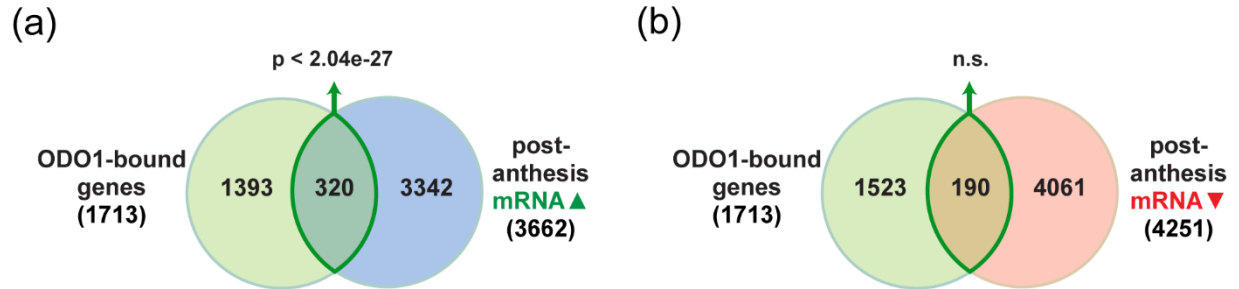 (a)
p < 2.04e-27
ODO1-bound
genes
(1713)
1393
320
3342
post-
anthesis
mRNA ▲
(3662)
(b)
n.s.
ODO1-bound
genes
(1713)
1523
190
4061
post-
anthesis
mRNA ▼
(4251)